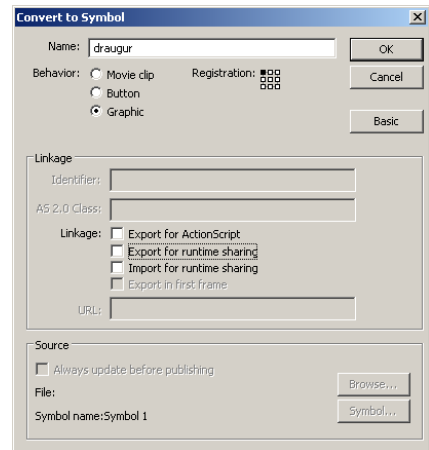 Convert to Symbol
Name: draugur OK
Behavior: Movie clip Registration: Cancel
Button
Graphic Basic
Linkage
Identifier:
AS 2.0 Class:
Linkage: Export for ActionScript
Export for runtime sharing
Import for runtime sharing
Export in first frame
URL:
Source
Always update before publishing
Browse...
File:
Symbol name:Symbol 1 Symbol...